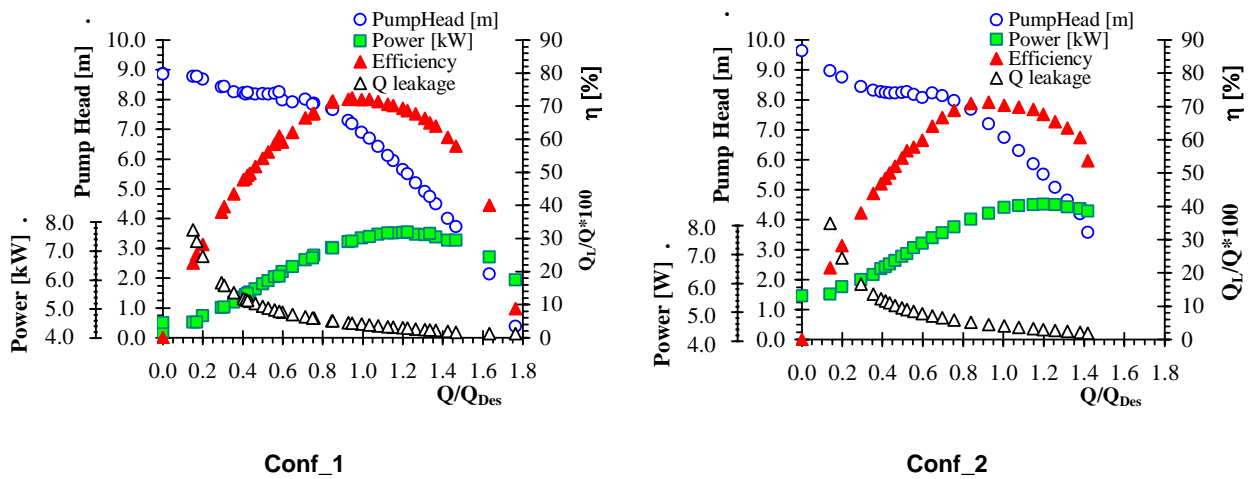 PumpHead [m]
Power [kW]
Efficiency
Q leakage
Pump Head [m]
10.0
9.0
8.0
7.0
6.0
5.0
4.0
3.0
2.0
1.0
0.0
Power [kW]
8.0
7.0
6.0
5.0
4.0
90
80
70
60
50
40
30
20
10
0
η [%]
Q_L/Q*100
0.0 0.2 0.4 0.6 0.8 1.0 1.2 1.4 1.6 1.8
Q/Q_Des
Conf_1
PumpHead [m]
Power [kW]
Efficiency
Q leakage
Pump Head [m]
10.0
9.0
8.0
7.0
6.0
5.0
4.0
3.0
2.0
1.0
0.0
Power [W]
8.0
7.0
6.0
5.0
4.0
90
80
70
60
50
40
30
20
10
0
η [%]
Q_L/Q*100
0.0 0.2 0.4 0.6 0.8 1.0 1.2 1.4 1.6 1.8
Q/Q_Des
Conf_2